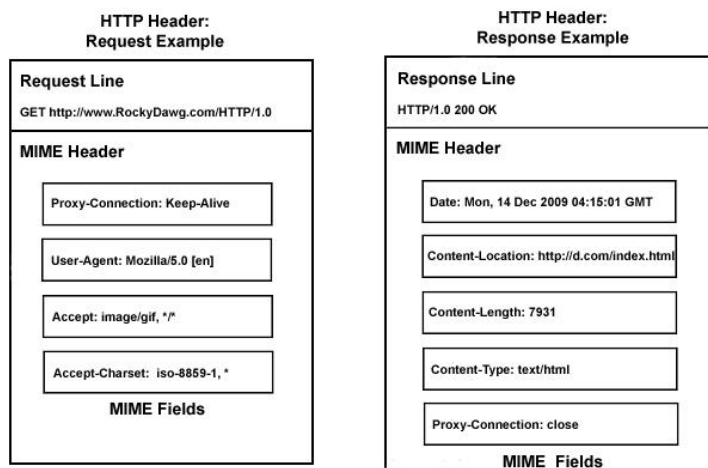 HTTP Header:
Request Example
Request Line
GET http://www.RockyDawg.com/HTTP/1.0
MIME Header
Proxy-Connection: Keep-Alive
User-Agent: Mozilla/5.0 [en]
Accept: image/gif, */*
Accept-Charset: iso-8859-1, *
MIME Fields
HTTP Header:
Response Example
Response Line
HTTP/1.0 200 OK
MIME Header
Date: Mon, 14 Dec 2009 04:15:01 GMT
Content-Location: http://d.com/index.html
Content-Length: 7931
Content-Type: text/html
Proxy-Connection: close
MIME Fields